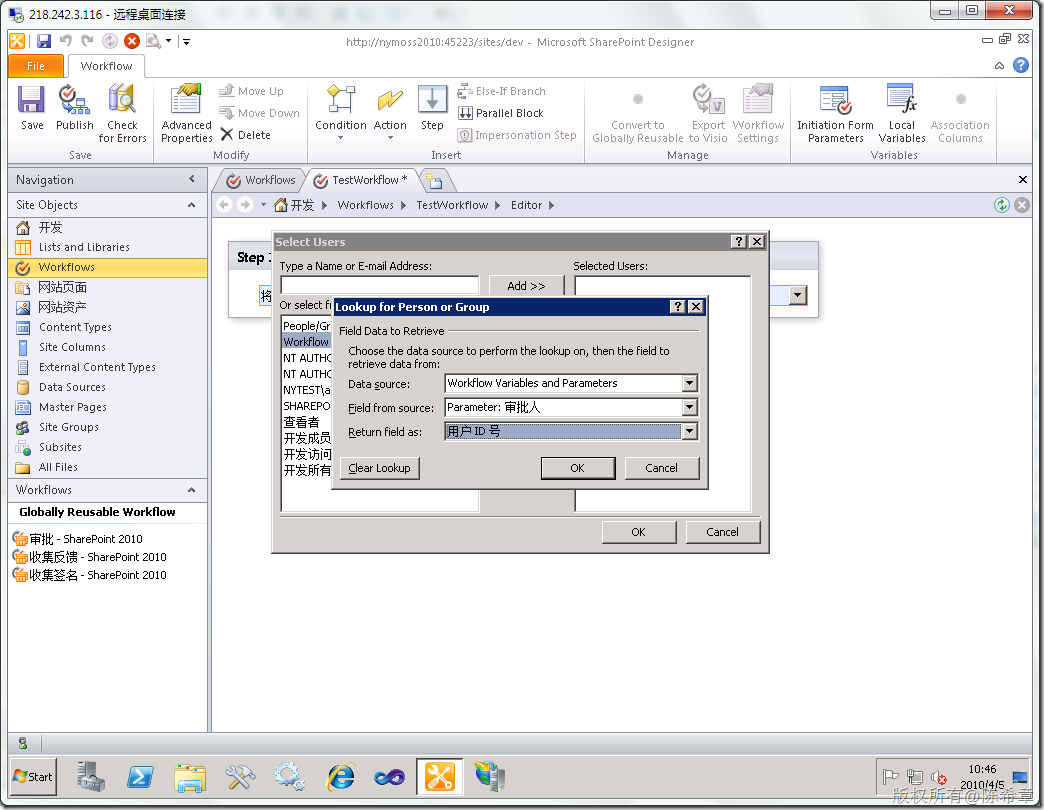 218.242.3.116 - 远程桌面连接
http://nymoss2010:45223/sites/dev - Microsoft SharePoint Designer
File
Workflow
Save
Publish
Check for Errors
Save
Advanced Properties
Move Up
Move Down
Delete
Modify
Condition
Action
Step
Else-If Branch
Parallel Block
Impersonation Step
Insert
Convert to Globally Reusable
Export to Visio
Workflow Settings
Manage
Initiation Form Parameters
Local Variables
Association Columns
Variables
Navigation
Site Objects
开发
Lists and Libraries
Workflows
网站页面
网站资产
Content Types
Site Columns
External Content Types
Data Sources
Master Pages
Site Groups
Subsites
All Files
Workflows
Globally Reusable Workflow
审批 - SharePoint 2010
收集反馈 - SharePoint 2010
收集签名 - SharePoint 2010
Workflows
TestWorkflow *
开发
Workflows
TestWorkflow
Editor
Step
将
Select Users
Type a Name or E-mail Address:
Selected Users:
Add >>
Or select f
People/Gr
Workflow
NT AUTHO
NT AUTHO
NYTEST\a
SHAREPO
查看者
开发成员
开发访问
开发所有
OK
Cancel
Lookup for Person or Group
Field Data to Retrieve
Choose the data source to perform the lookup on, then the field to
retrieve data from:
Data source:
Workflow Variables and Parameters
Field from source:
Parameter: 审批人
Return field as:
用户 ID 号
Clear Lookup
OK
Cancel
Start
10:46
2010/4/5
版权所有@陈希章